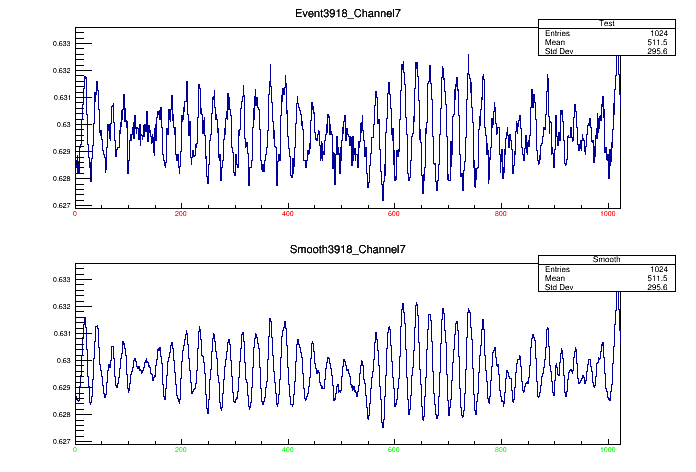 Event3918_Channel7
Test
Entries 1024
Mean 511.5
Std Dev 295.6
0.633
0.632
0.631
0.63
0.629
0.628
0.627
0 200 400 600 800 1000
Smooth3918_Channel7
Smooth
Entries 1024
Mean 511.5
Std Dev 295.6
0.633
0.632
0.631
0.63
0.629
0.628
0.627
0 200 400 600 800 1000